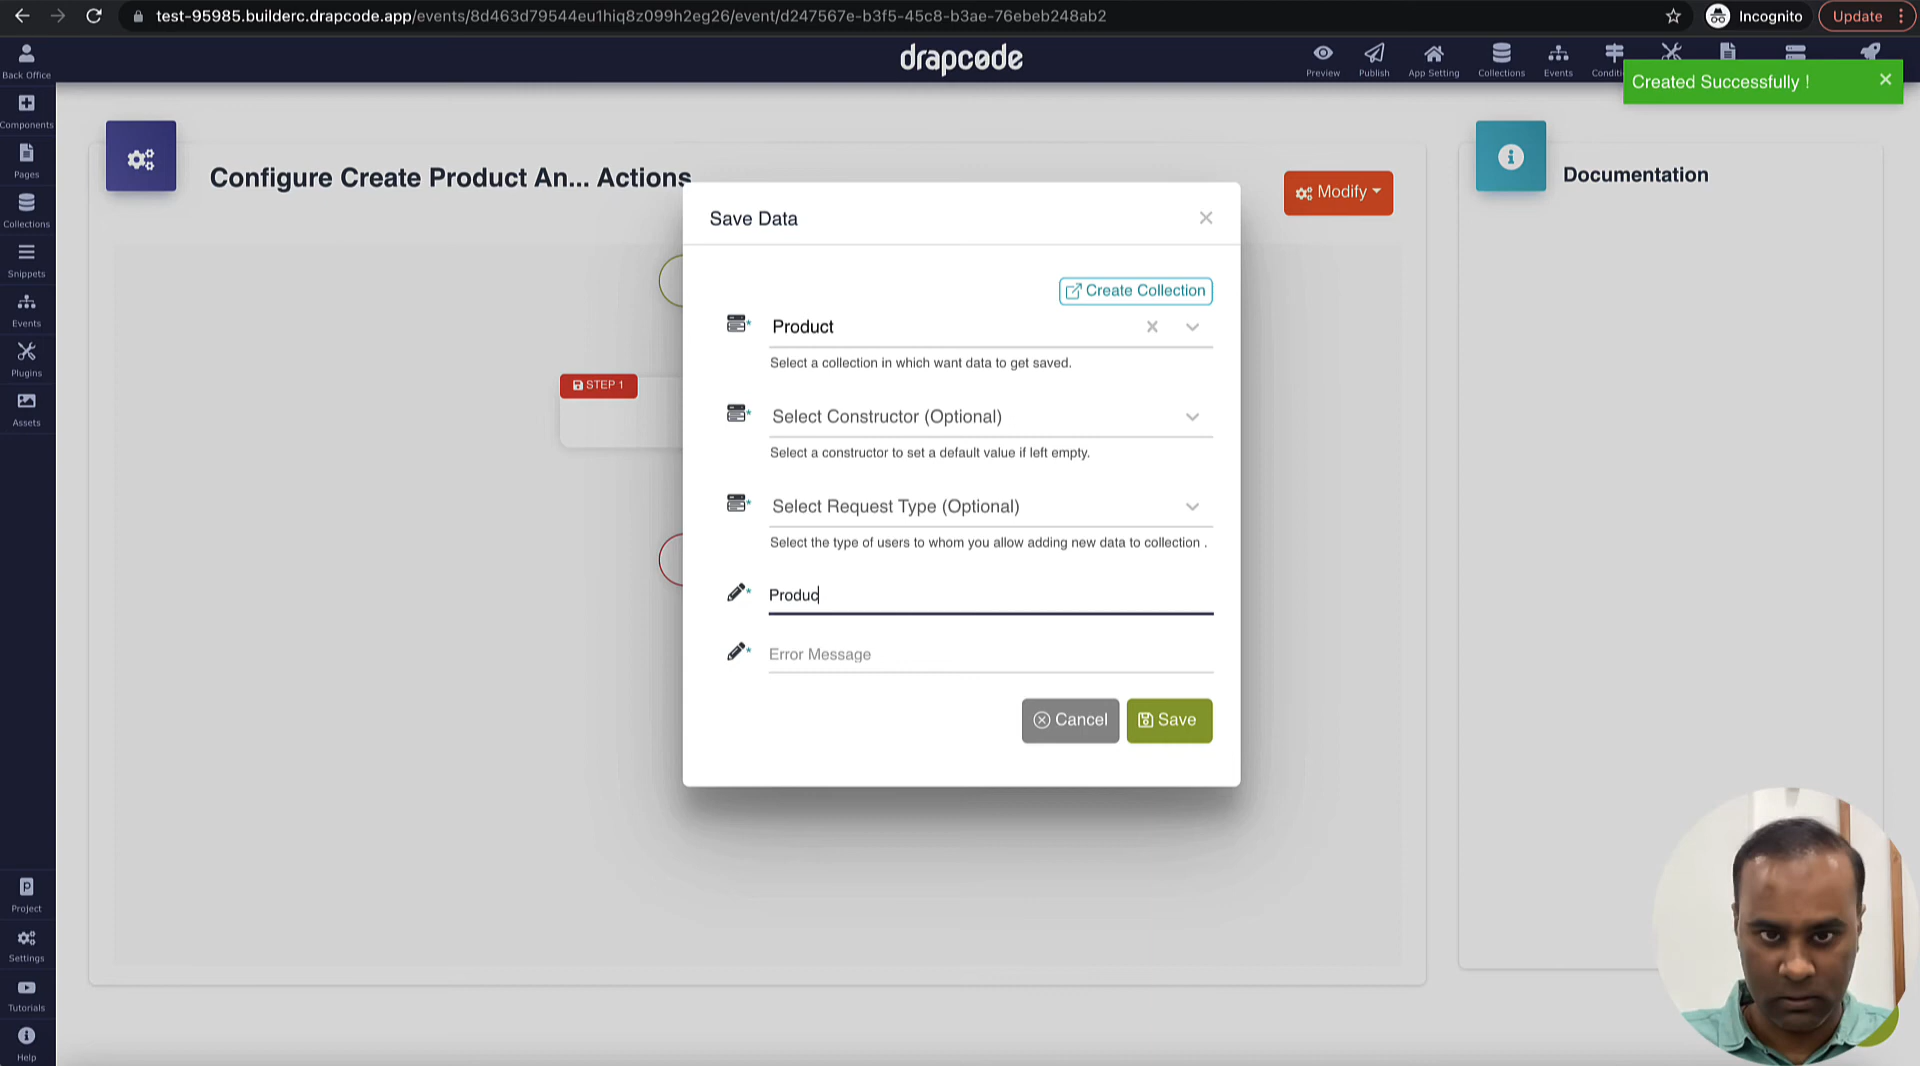 test-95985.builderc.drapcode.app/events/8d463d79544eu1hiq8z099h2eg26/event/d247567e-b3f5-45c8-b3ae-76ebeb248ab2
Incognito
Update
Back Office
drapcode
Preview
Publish
App Setting
Collections
Events
Created Successfully !
Components
Pages
Collections
Snippets
Events
Plugins
Assets
Project
Settings
Tutorials
Help
Configure Create Product An... Actions
Modify
Documentation
STEP 1
Save Data
Create Collection
Product
Select a collection in which want data to get saved.
Select Constructor (Optional)
Select a constructor to set a default value if left empty.
Select Request Type (Optional)
Select the type of users to whom you allow adding new data to collection .
Produc
Error Message
Cancel
Save